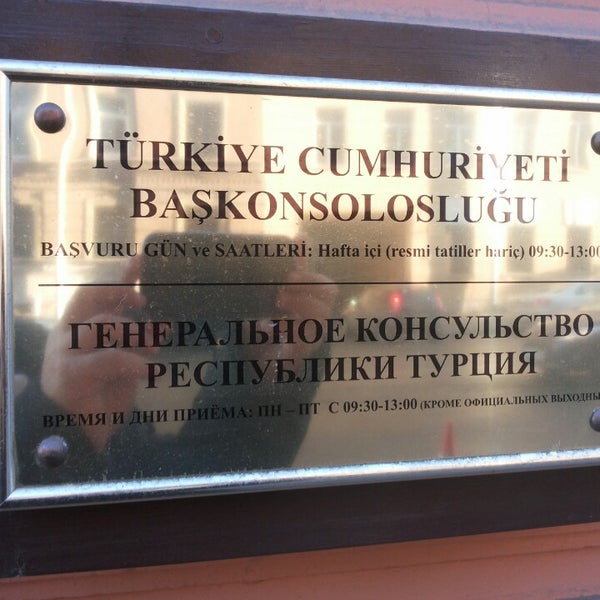 TÜRKİYE CUMHURİYETİ
BAŞKONSOLOSLUĞU
BAŞVURU GÜN ve SAATLERİ: Hafta içi (resmi tatiller hariç) 09:30-13:00
ГЕНЕРАЛЬНОЕ КОНСУЛЬСТВО
РЕСПУБЛИКИ ТУРЦИЯ
ВРЕМЯ И ДНИ ПРИЁМА: ПН – ПТ С 09:30-13:00 (КРОМЕ ОФИЦИАЛЬНЫХ ВЫХОДНЫ